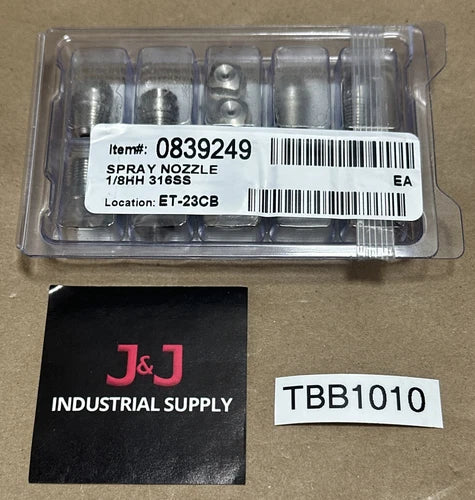 Item#: 0839249
SPRAY NOZZLE
1/8HH 316SS
EA
Location: ET-23CB
J&J
INDUSTRIAL SUPPLY
TBB1010